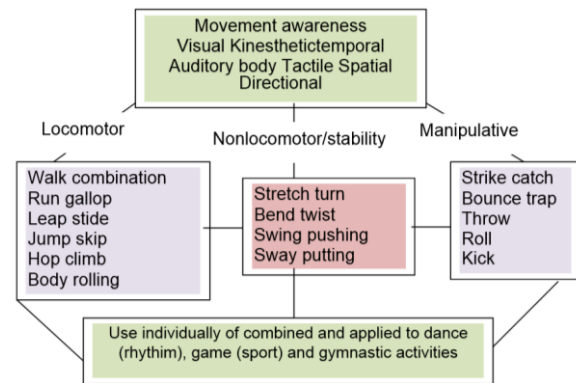 Movement awareness
Visual Kinesthetictemporal
Auditory body Tactile Spatial
Directional
Locomotor
Nonlocomotor/stability
Manipulative
Walk combination
Run gallop
Leap stide
Jump skip
Hop climb
Body rolling
Stretch turn
Bend twist
Swing pushing
Sway putting
Strike catch
Bounce trap
Throw
Roll
Kick
Use individually of combined and applied to dance
(rhythim), game (sport) and gymnastic activities